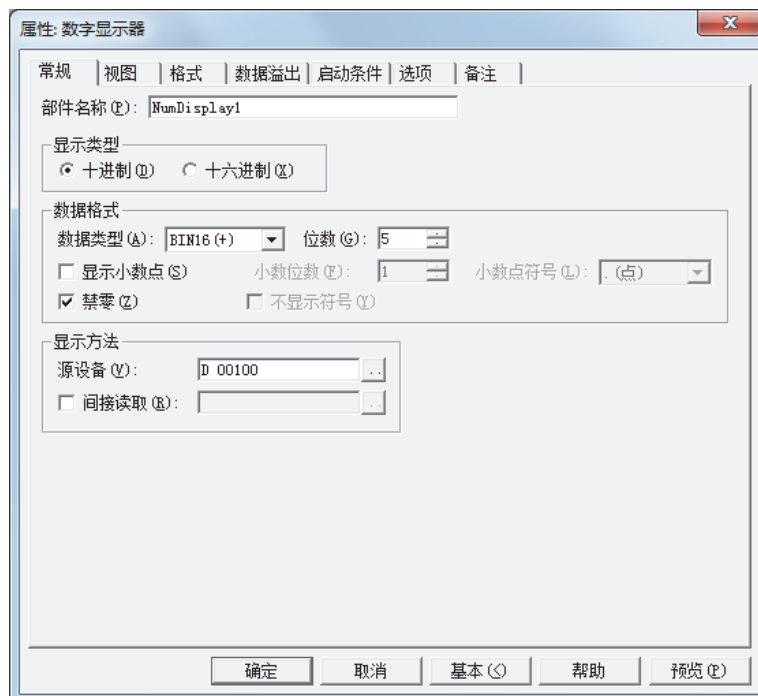 属性: 数字显示器
常规 视图 格式 数据溢出 启动条件 选项 备注
部件名称(P): NumDisplay1
显示类型
十进制(D) 十六进制(X)
数据格式
数据类型(A): BIN16(+) 位数(G): 5
显示小数点(S) 小数位数(F): 1 小数点符号(L): . (点)
禁零(Z) 不显示符号(Y)
显示方法
源设备(V): D 00100 ..
间接读取(R): ..
确定 取消 基本(<) 帮助 预览(P)